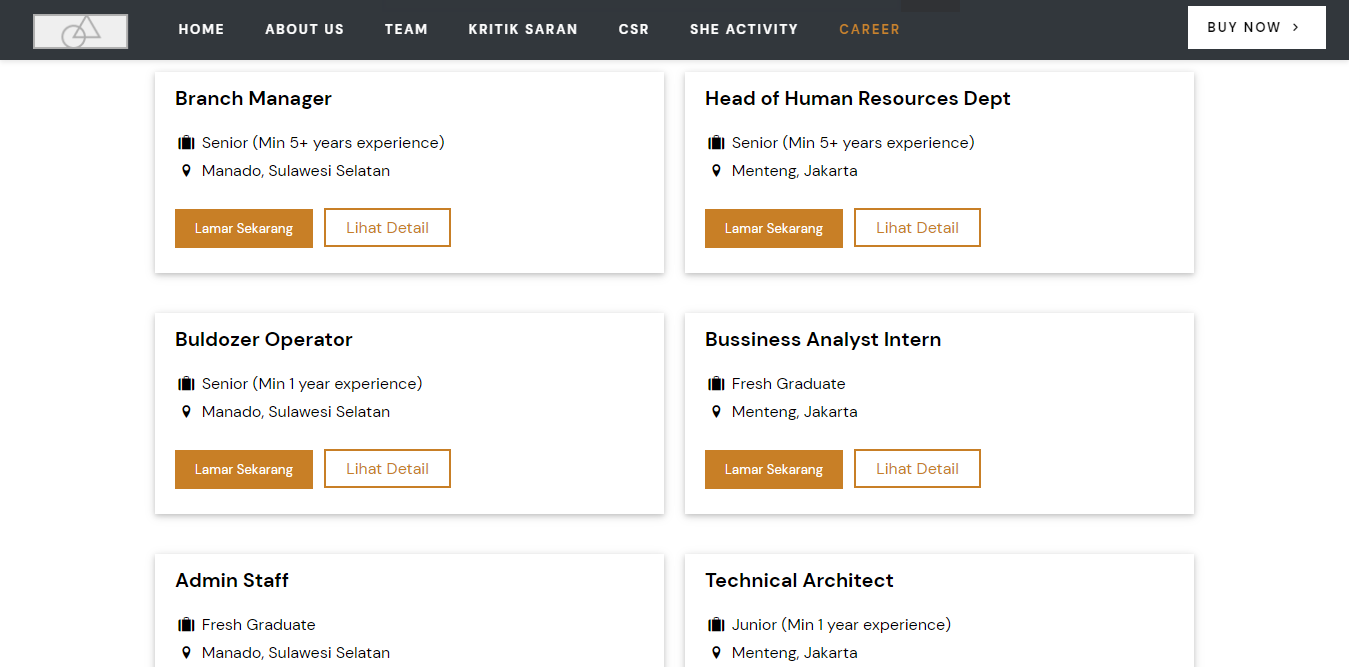 HOME ABOUT US TEAM KRITIK SARAN CSR SHE ACTIVITY CAREER BUY NOW >
Branch Manager
Senior (Min 5+ years experience)
Manado, Sulawesi Selatan
Lamar Sekarang Lihat Detail
Head of Human Resources Dept
Senior (Min 5+ years experience)
Menteng, Jakarta
Lamar Sekarang Lihat Detail
Buldozer Operator
Senior (Min 1 year experience)
Manado, Sulawesi Selatan
Lamar Sekarang Lihat Detail
Bussiness Analyst Intern
Fresh Graduate
Menteng, Jakarta
Lamar Sekarang Lihat Detail
Admin Staff
Fresh Graduate
Manado, Sulawesi Selatan
Technical Architect
Junior (Min 1 year experience)
Menteng, Jakarta